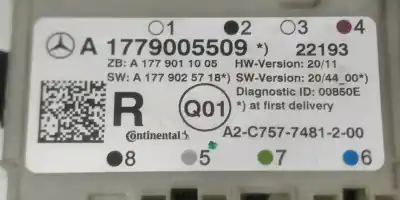 1 2 3 4
A 1779005509 *) 22193
ZB: A 177 901 10 05 HW-Version: 20/11
SW: A 177 902 57 18*) SW-Version: 20/44_00*)
Diagnostic ID: 00850E
*) at first delivery
R Q01
Continental A2-C757-7481-2-00
8 5 7 6